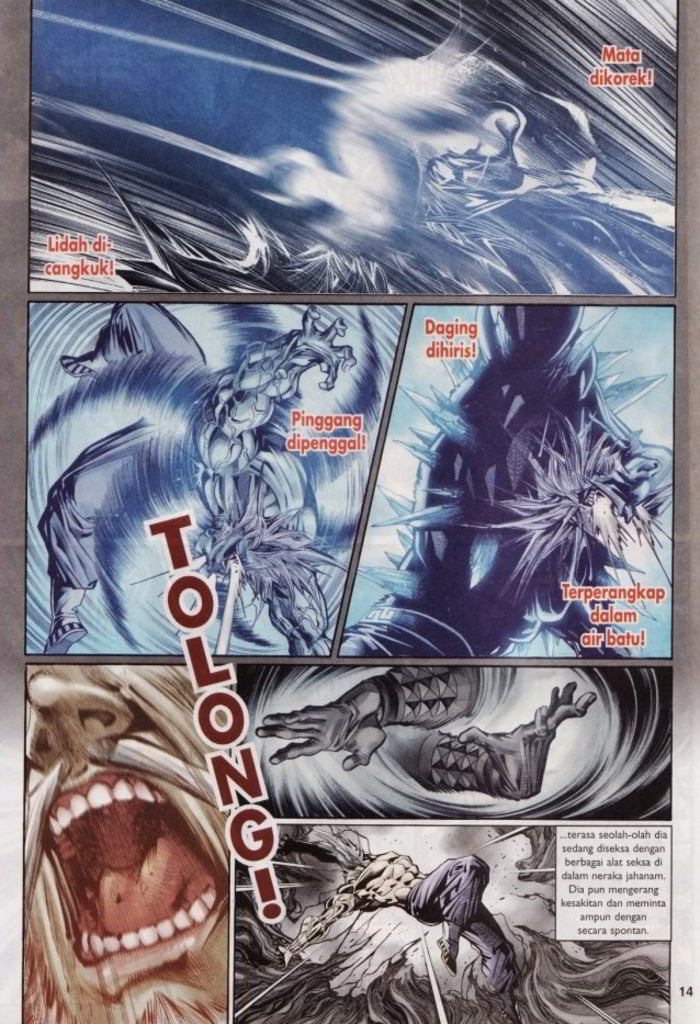 Mata
dikorek!
Lidah di-
cangkuk!
Pinggang
dipenggal!
Daging
dihiris!
Terperangkap
dalam
air batu!
TOLONG!
...terasa seolah-olah dia
sedang diseksa dengan
berbagai alat seksa di
dalam neraka jahanam.
Dia pun mengerang
kesakitan dan meminta
ampun dengan
secara spontan.
14